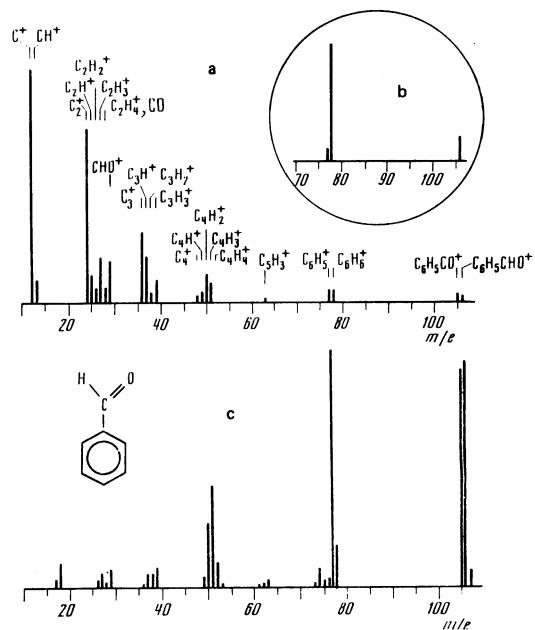 C⁺ CH⁺
a
C₂H₂⁺
C₂H⁺ C₂H₃⁺
C₂⁺ C₂H₄⁺, CO
CHO⁺ C₃H⁺ C₃H₂⁺
C₃⁺ C₃H₃⁺
C₄H₂⁺
C₄H⁺ C₄H₃⁺
C₄⁺ C₄H₄⁺
C₅H₃⁺
C₆H₅⁺ C₆H₆⁺
C₆H₅CO⁺ C₆H₅CHO⁺
20 40 60 80 100
m/e
b
70 80 90 100
H O
C
c
20 40 60 80 100
m/e